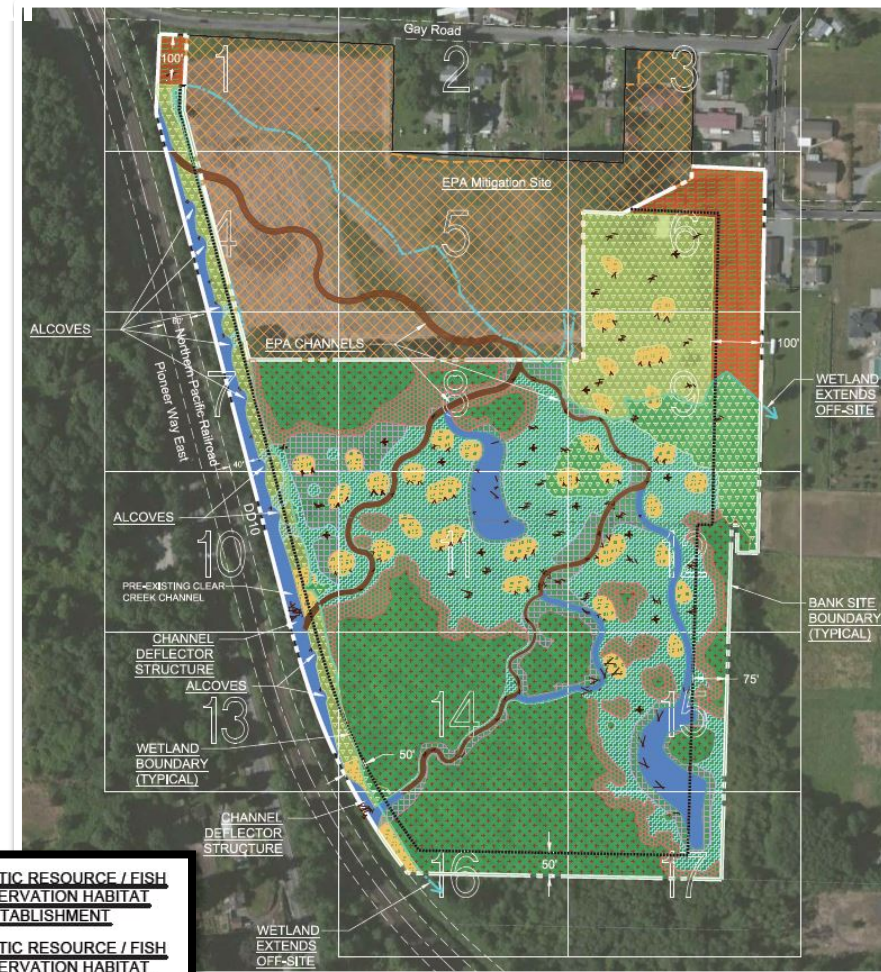 Gay Road
100'
1
2
3
EPA Mitigation Site
4
5
6
ALCOVES
60'
EPA CHANNELS
100'
Northern Pacific Railroad
Pioneer Way East
7
8
9
WETLAND
EXTENDS
OFF-SITE
40'
DD10
ALCOVES
10
11
12
PRE-EXISTING CLEAR
CREEK CHANNEL
BANK SITE
BOUNDARY
(TYPICAL)
CHANNEL
DEFLECTOR
STRUCTURE
ALCOVES
75'
13
14
15
WETLAND
BOUNDARY
(TYPICAL)
50'
CHANNEL
DEFLECTOR
STRUCTURE
50'
16
17
TIC RESOURCE / FISH
ERVATION HABITAT
TABLISHMENT
TIC RESOURCE / FISH
ERVATION HABITAT
WETLAND
EXTENDS
OFF-SITE